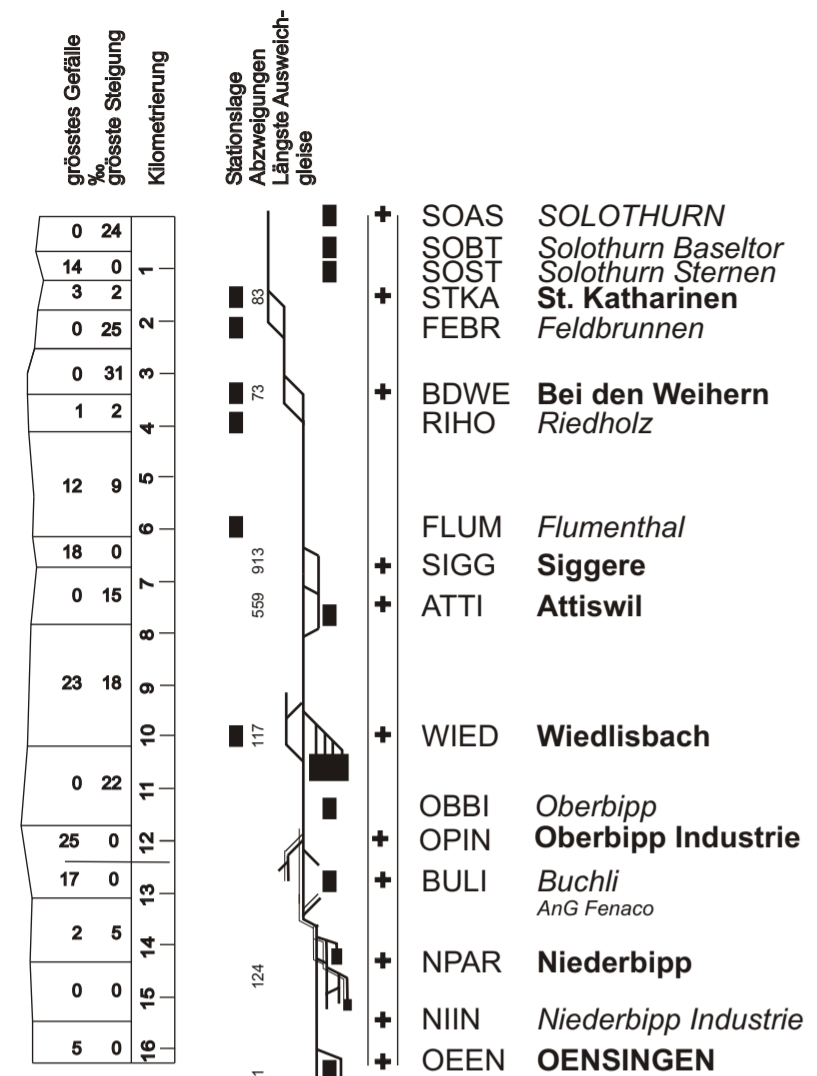 grösstes Gefälle
‰
grösste Steigung
Kilometrierung
Stationslage
Abzweigungen
Längste Ausweich-
gleise
0 24
14 0
3 2
0 25
0 31
1 2
12 9
18 0
0 15
23 18
0 22
25 0
17 0
2 5
0 0
5 0
1
2
3
4
5
6
7
8
9
10
11
12
13
14
15
16
83
73
913
559
117
124
1
SOAS SOLOTHURN
SOBT Solothurn Baseltor
SOST Solothurn Sternen
STKA St. Katharinen
FEBR Feldbrunnen
BDWE Bei den Weihern
RIHO Riedholz
FLUM Flumenthal
SIGG Siggere
ATTI Attiswil
WIED Wiedlisbach
OBBI Oberbipp
OPIN Oberbipp Industrie
BULI Buchli
AnG Fenaco
NPAR Niederbipp
NIIN Niederbipp Industrie
OEEN OENSINGEN